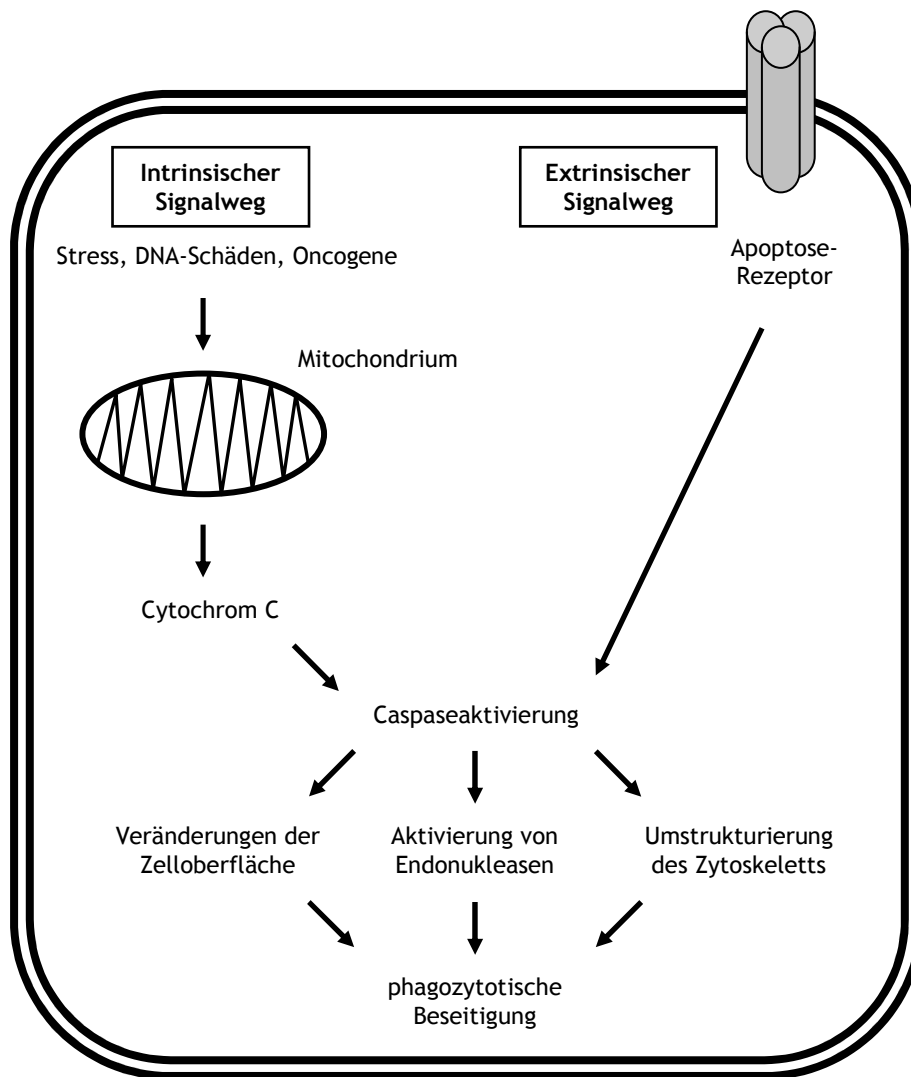 Intrinsischer
Signalweg
Extrinsischer
Signalweg
Stress, DNA-Schäden, Oncogene
Apoptose-
Rezeptor
Mitochondrium
Cytochrom C
Caspaseaktivierung
Veränderungen der
Zelloberfläche
Aktivierung von
Endonukleasen
Umstrukturierung
des Zytoskeletts
phagozytotische
Beseitigung